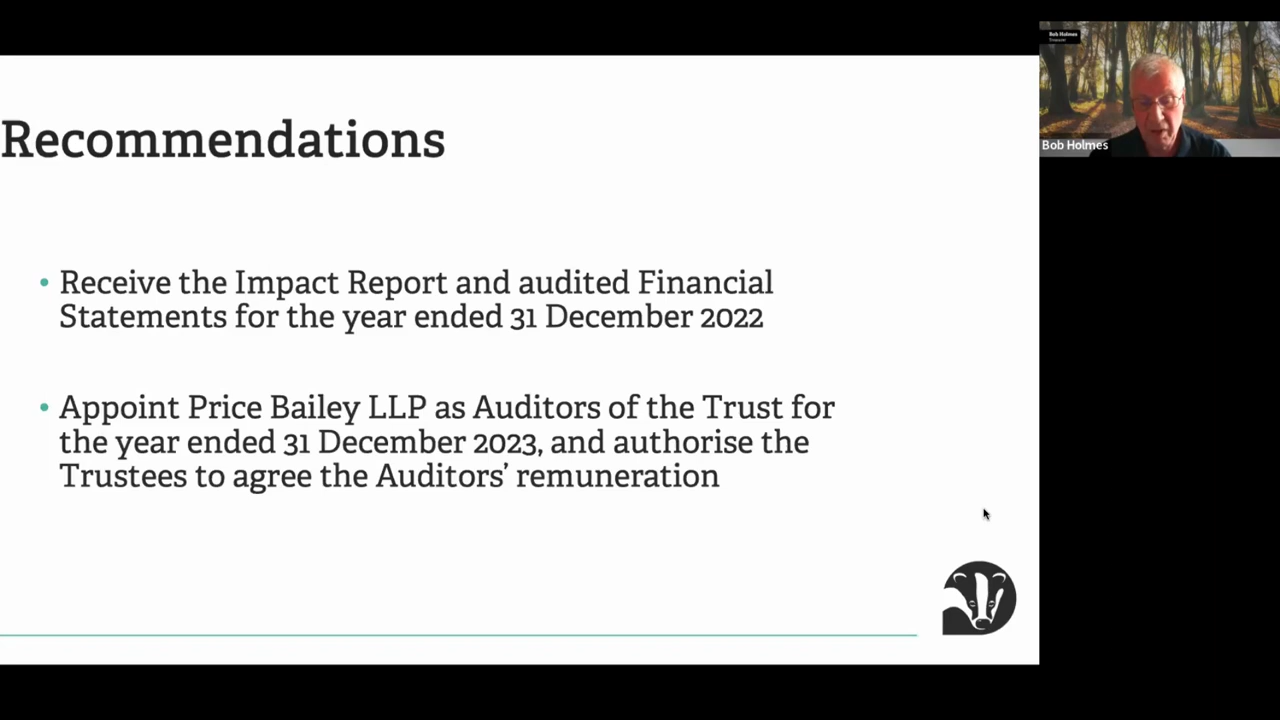 Recommendations
• Receive the Impact Report and audited Financial
Statements for the year ended 31 December 2022
• Appoint Price Bailey LLP as Auditors of the Trust for
the year ended 31 December 2023, and authorise the
Trustees to agree the Auditors’ remuneration
Bob Holmes
Treasurer
Bob Holmes